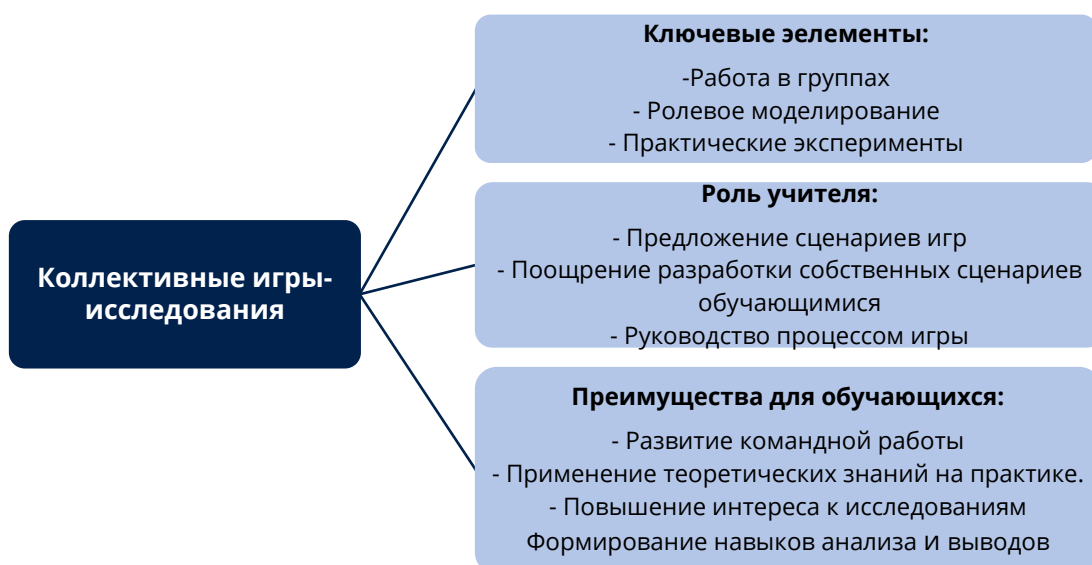 Ключевые эелементы:
-Работа в группах
- Ролевое моделирование
- Практические эксперименты
Роль учителя:
- Предложение сценариев игр
- Поощрение разработки собственных сценариев
обучающимися
- Руководство процессом игры
Коллективные игры-
исследования
Преимущества для обучающихся:
- Развитие командной работы
- Применение теоретических знаний на практике.
- Повышение интереса к исследованиям
Формирование навыков анализа и выводов